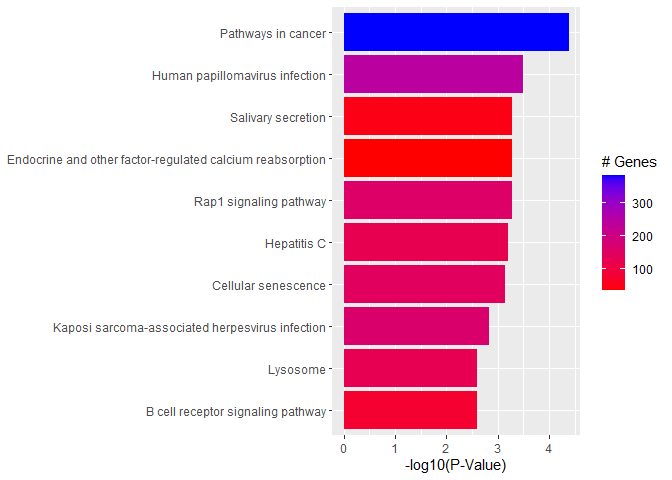 Pathways in cancer
Human papillomavirus infection
Salivary secretion
Endocrine and other factor-regulated calcium reabsorption
Rap1 signaling pathway
Hepatitis C
Cellular senescence
Kaposi sarcoma-associated herpesvirus infection
Lysosome
B cell receptor signaling pathway
0 1 2 3 4
-log10(P-Value)
# Genes
300
200
100